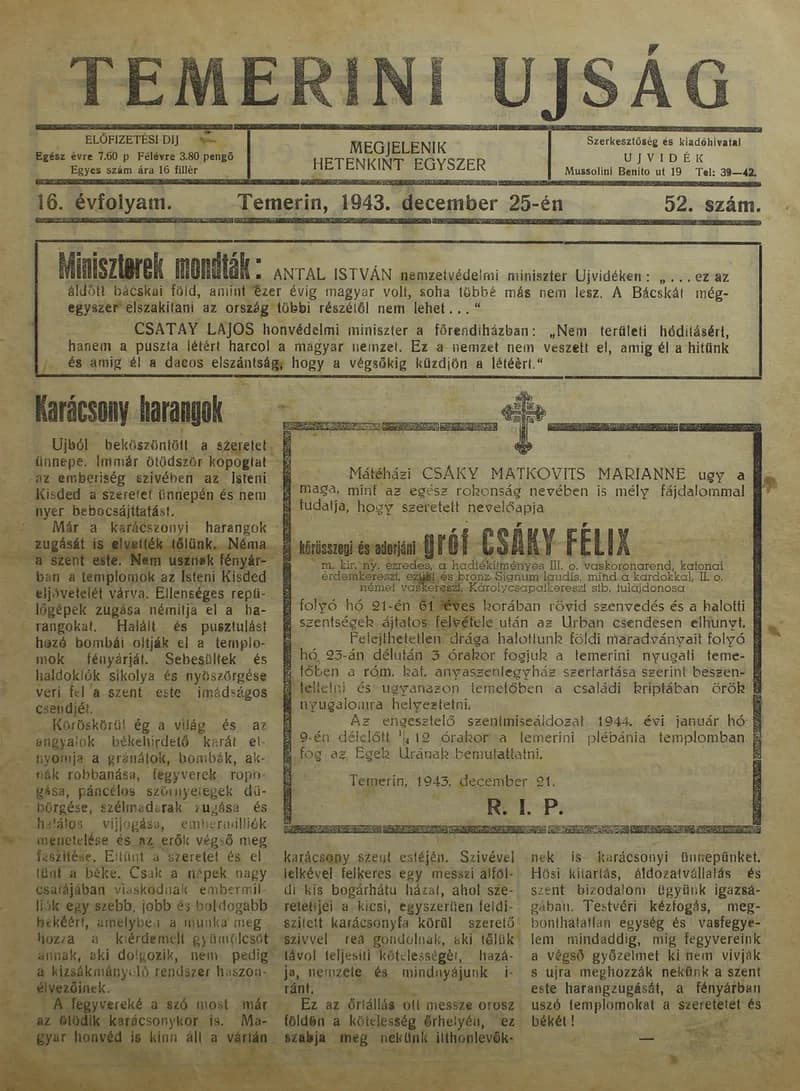 TEMERINI UJSÁG
ELŐFIZETÉSI DIJ
Egész évre 7.60 p Félévre 3.80 pengő
Egyes szám ára 16 fillér
MEGJELENIK
HETENKINT EGYSZER
Szerkesztőség és kiadóhivatal
UJVIDÉK
Mussolini Benito ut 19 Tel: 39—42.
16. évfolyam. Temerin, 1943. december 25-én 52. szám.
Miniszterek mondták: ANTAL ISTVÁN nemzetvédelmi miniszter Ujvidéken: „...ez az
áldott bácskai föld, amint ezer évig magyar volt, soha többé más nem lesz. A Bácskát még-
egyszer elszakitani az ország többi részétől nem lehet...“
CSATAY LAJOS honvédelmi miniszter a főrendiházban: „Nem területi hóditásért,
hanem a puszta létért harcol a magyar nemzet. Ez a nemzet nem veszett el, amig él a hitünk
és amig él a dacos elszántság, hogy a végsőkig küzdjön a létéért.“
Karácsony harangok
Ujból beköszöntött a szeretet
ünnepe. Immár ötödször kopogtat
az emberiség szivében az Isteni
Kisded a szeretet ünnepén és nem
nyer bebocsájttatást.
Már a karácszonyi harangok
zugását is elvették tőlünk. Néma
a szent este. Nem usznak fényár-
ban a templomok az Isteni Kisded
eljövetelét várva. Ellenséges repü-
lőgépek zugása némitja el a ha-
rangokat. Halált és pusztulást
hozó bombái oltják el a templo-
mok fényárját. Sebesültek és
haldoklók sikolya és nyöszörgése
veri fel a szent este imádságos
csendjét.
Köröskörül ég a világ és az
angyalok békehirdető karát el-
nyomja a gránátok, bombák, ak-
nák robbanása, fegyverek ropo-
gása, páncélos szörnyetegek dü-
börgése, szélmadarak zugása és
halálos vijjogása, embermilliók
menetelése és az erők végső meg
feszitése. Eltünt a szeretet és el
tünt a béke. Csak a népek nagy
csatájában viaskodnak embermil-
liók egy szebb, jobb és boldogabb
békéért, amelyben a munka meg
hozza a kiérdemelt gyümölcsöt
annak, aki dolgozik, nem pedig
a kizsákmányoló rendszer haszon-
élvezőinek.
A fegyvereké a szó most már
az ötödik karácsonykor is. Ma-
gyar honvéd is kinn áll a vártán
Mátéházi CSÁKY MATKOVITS MARIANNE ugy a
maga, mint az egész rokonság nevében is mély fájdalommal
tudatja, hogy szeretett nevelőapja
kőrösszegi és adorjáni gróf CSÁKY FÉLIX
m. kir. ny. ezredes, a hadiékitményes III. o. vaskoronarend, katonai
érdemkereszt, ezüst és bronz Signum laudis, mind a kardokkal, II. o.
német vaskereszt, Károlycsapatkereszt stb. tulajdonosa
folyó hó 21-én 61 éves korában rövid szenvedés és a halotti
szentségek ájtatos felvétele után az Urban csendesen elhunyt.
Felejthetetlen drága halottunk földi maradványait folyó
hó 23-án délután 3 órakor fogjuk a temerini nyugati teme-
tőben a róm. kat. anyaszentegyház szertartása szerint beszen-
teltetni és ugyanazon temetőben a családi kriptában örök
nyugalomra helyeztetni.
Az engesztelő szentmiseáldozat 1944. évi január hó
9-én délelőtt ¼ 12 órakor a temerini plébánia templomban
fog az Egek Urának bemutattatni.
Temerin, 1943. december 21.
R. I. P.
karácsony szent estéjén. Szivével
lelkével felkeres egy messzi alföl-
di kis bogárhátu házat, ahol sze-
retettjei a kicsi, egyszerüen feldi-
szitett karácsonyfa körül szerető
szivvel rea gondolnak, aki tőlük
távol teljesiti kötelességét, hazá-
ja, nemzete és mindnyájunk i-
ránt.
Ez az őrtállás ott messze orosz
földön a kötelesség őrhelyén, ez
szabja meg nekünk itthonlevők-
nek is karácsonyi ünnepünket.
Hősi kitartás, áldozatvállalás és
szent bizodalom ügyünk igazsá-
gában. Testvéri kézfogás, meg-
bonthatatlan egység és vasfegye-
lem mindaddig, mig fegyvereink
a végső győzelmet ki nem vivják
s ujra meghozzák nekünk a szent
este harangzugását, a fényárban
uszó templomokat a szeretetet és
békét!